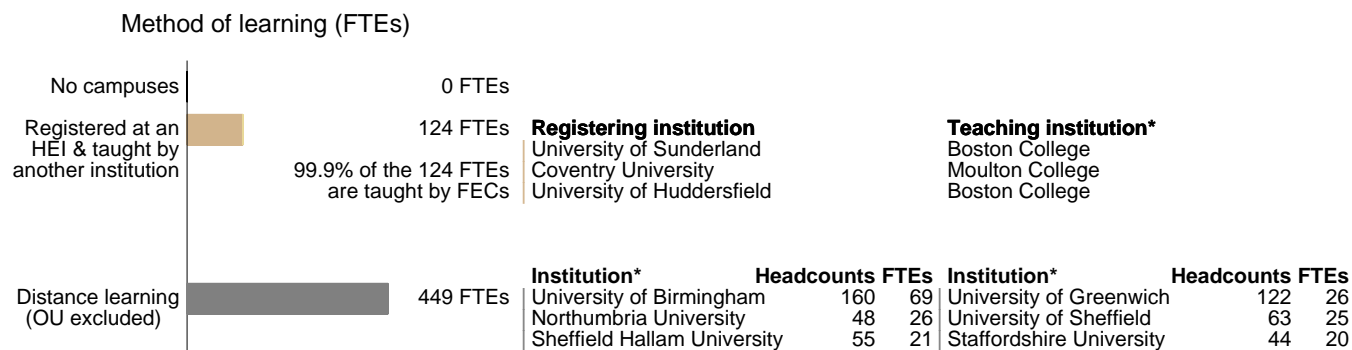 Method of learning (FTEs)
No campuses 0 FTEs
Registered at an 124 FTEs Registering institution Teaching institution*
HEI & taught by University of Sunderland Boston College
another institution 99.9% of the 124 FTEs Coventry University Moulton College
are taught by FECs University of Huddersfield Boston College
Institution* Headcounts FTEs Institution* Headcounts FTEs
Distance learning 449 FTEs University of Birmingham 160 69 University of Greenwich 122 26
(OU excluded) Northumbria University 48 26 University of Sheffield 63 25
Sheffield Hallam University 55 21 Staffordshire University 44 20